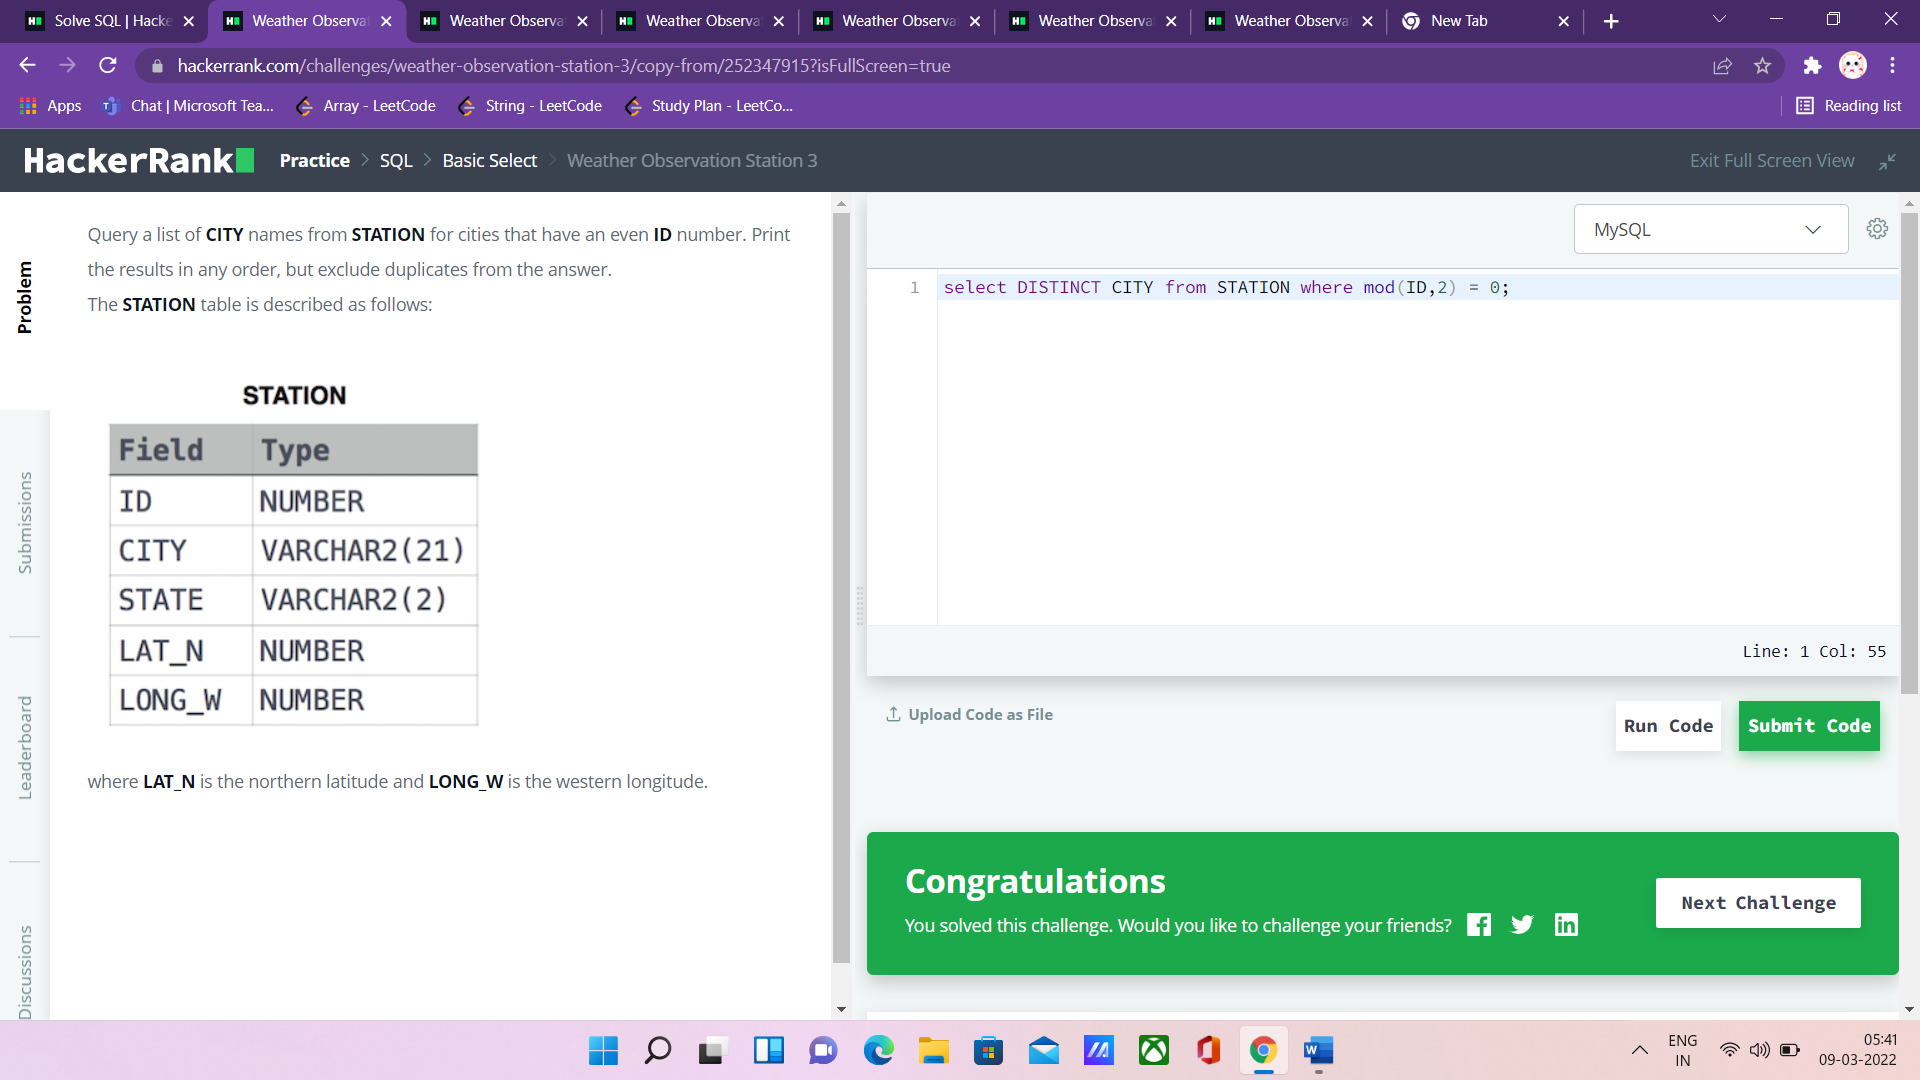 Solve SQL | Hacke
Weather Observat
Weather Observa
Weather Observa
Weather Observa
Weather Observa
Weather Observa
New Tab
hackerrank.com/challenges/weather-observation-station-3/copy-from/252347915?isFullScreen=true
Apps
Chat | Microsoft Tea...
Array - LeetCode
String - LeetCode
Study Plan - LeetCo...
Reading list
HackerRank
Practice > SQL > Basic Select > Weather Observation Station 3
Exit Full Screen View
Problem
Submissions
Leaderboard
Discussions
Query a list of CITY names from STATION for cities that have an even ID number. Print
the results in any order, but exclude duplicates from the answer.
The STATION table is described as follows:
STATION
Field Type
ID NUMBER
CITY VARCHAR2(21)
STATE VARCHAR2(2)
LAT_N NUMBER
LONG_W NUMBER
where LAT_N is the northern latitude and LONG_W is the western longitude.
MySQL
1 select DISTINCT CITY from STATION where mod(ID,2) = 0;
Line: 1 Col: 55
Upload Code as File
Run Code
Submit Code
Congratulations
You solved this challenge. Would you like to challenge your friends?
Next Challenge
ENG
IN
05:41
09-03-2022